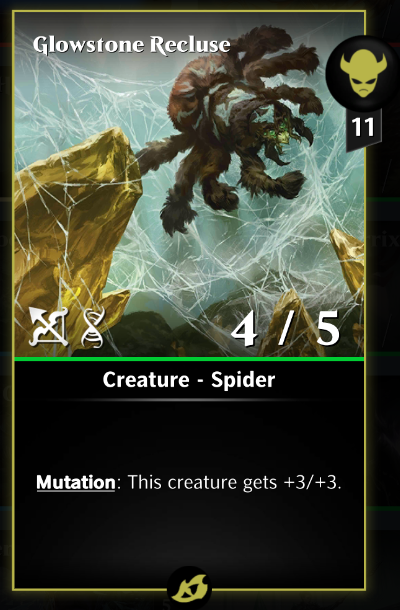 Glowstone Recluse
11
4 / 5
Creature - Spider
Mutation: This creature gets +3/+3.